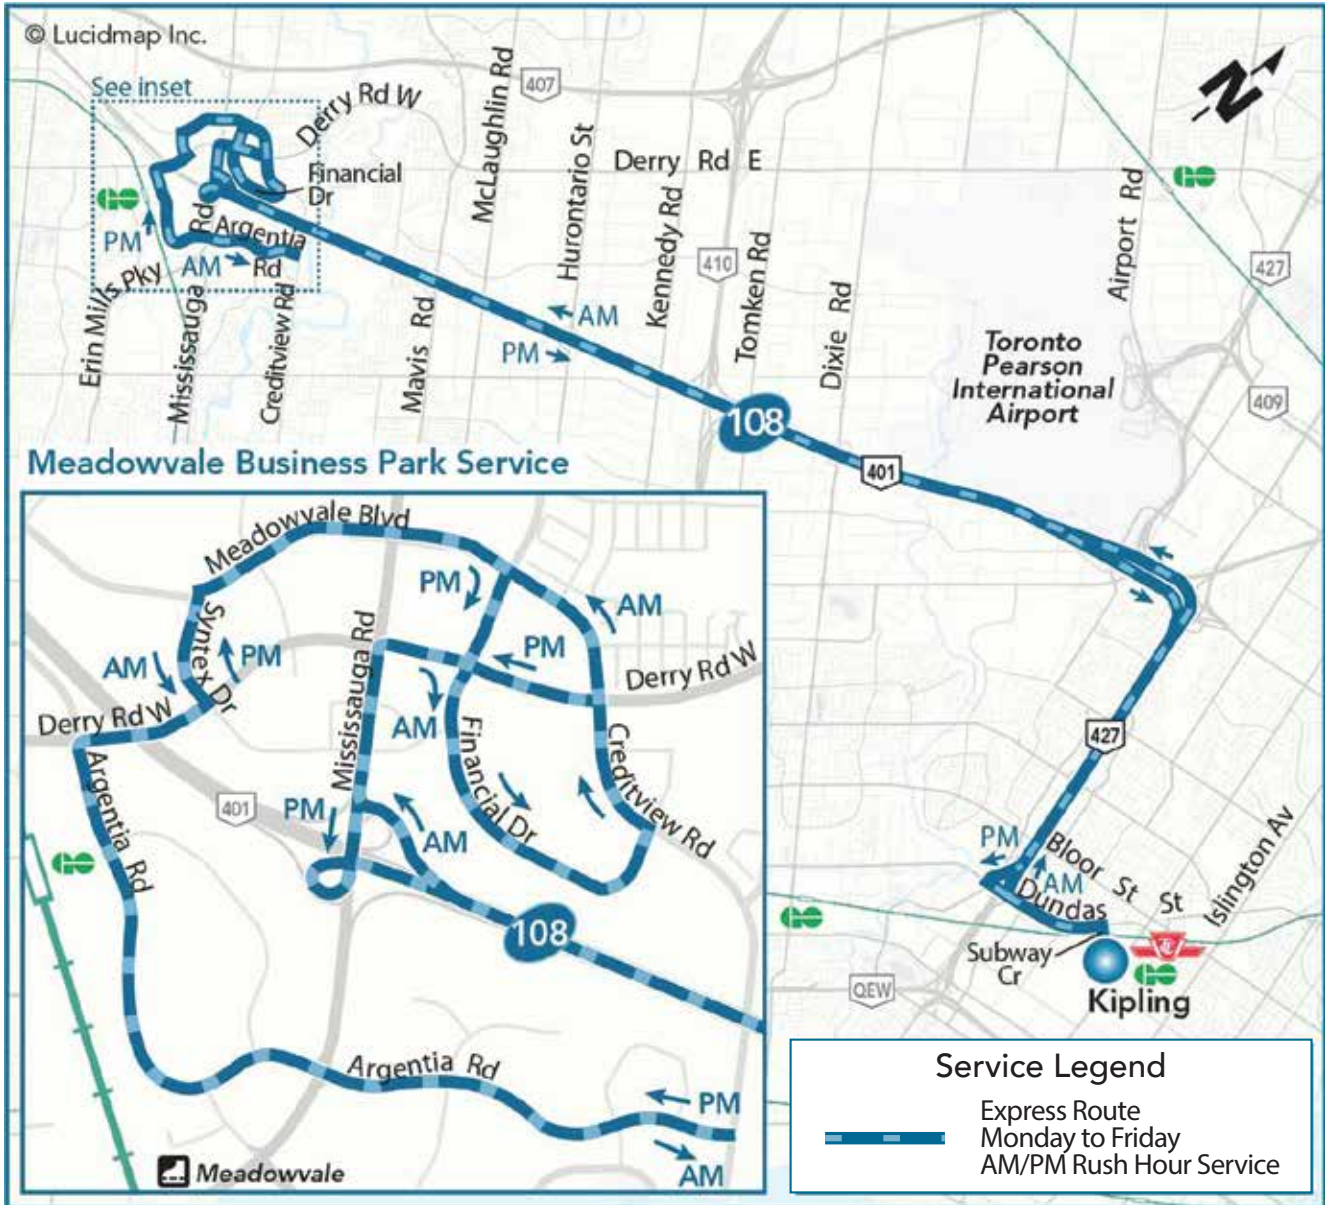 © Lucidmap Inc.
See inset
Derry Rd W
Financial
Dr
Argentia
Rd
Rd
PM
AM
Erin Mills Pky
Mississauga
Creditview Rd
Mavis Rd
McLaughlin Rd
407
Hurontario St
Derry Rd E
Kennedy Rd
410
Tomken Rd
Dixie Rd
Airport Rd
GO
GO
427
409
N
Toronto
Pearson
International
Airport
AM
PM
108
401
427
PM
AM
Bloor St
Dundas St
Islington Av
Subway
Cr
GO
GO
Kipling
QEW
Meadowvale Business Park Service
Meadowvale Blvd
PM
AM
Syntex Dr
AM
PM
Mississauga Rd
PM
Derry Rd W
Derry Rd W
AM
Financial Dr
Creditview Rd
Argentia Rd
401
PM
AM
GO
108
Argentia Rd
PM
AM
Meadowvale
Service Legend
Express Route
Monday to Friday
AM/PM Rush Hour Service